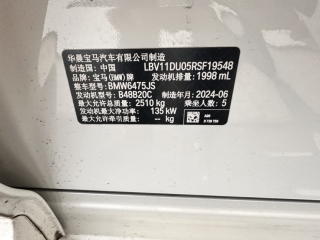 华晨宝马汽车有限公司制造
制造国：中国 LBV11DU05RSF19548
品牌：宝马(BMW)牌 发动机排量：1998 mL
整车型号：BMW6475JS
发动机型号：B48B20C 制造年月：2024-06
最大允许总质量：2510 kg 乘坐人数：5
发动机最大净功率：135 kW
最大允许牵引质量：-- kg